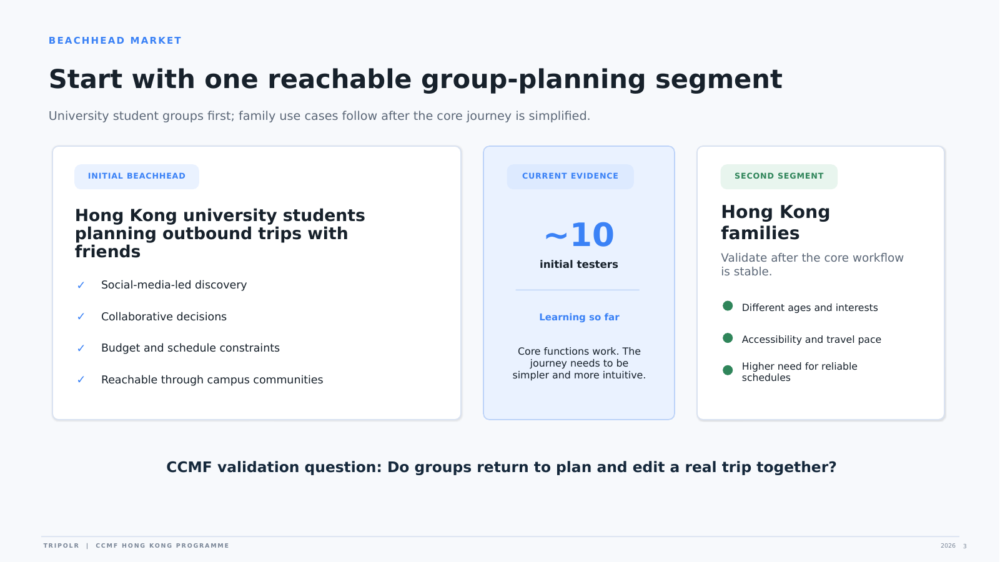 BEACHHEAD MARKET
Start with one reachable group-planning segment
University student groups first; family use cases follow after the core journey is simplified.
INITIAL BEACHHEAD
Hong Kong university students
planning outbound trips with
friends
✓ Social-media-led discovery
✓ Collaborative decisions
✓ Budget and schedule constraints
✓ Reachable through campus communities
CURRENT EVIDENCE
~10
initial testers
Learning so far
Core functions work. The
journey needs to be
simpler and more intuitive.
SECOND SEGMENT
Hong Kong
families
Validate after the core workflow
is stable.
Different ages and interests
Accessibility and travel pace
Higher need for reliable
schedules
CCMF validation question: Do groups return to plan and edit a real trip together?
TRIPOLR | CCMF HONG KONG PROGRAMME
2026 3